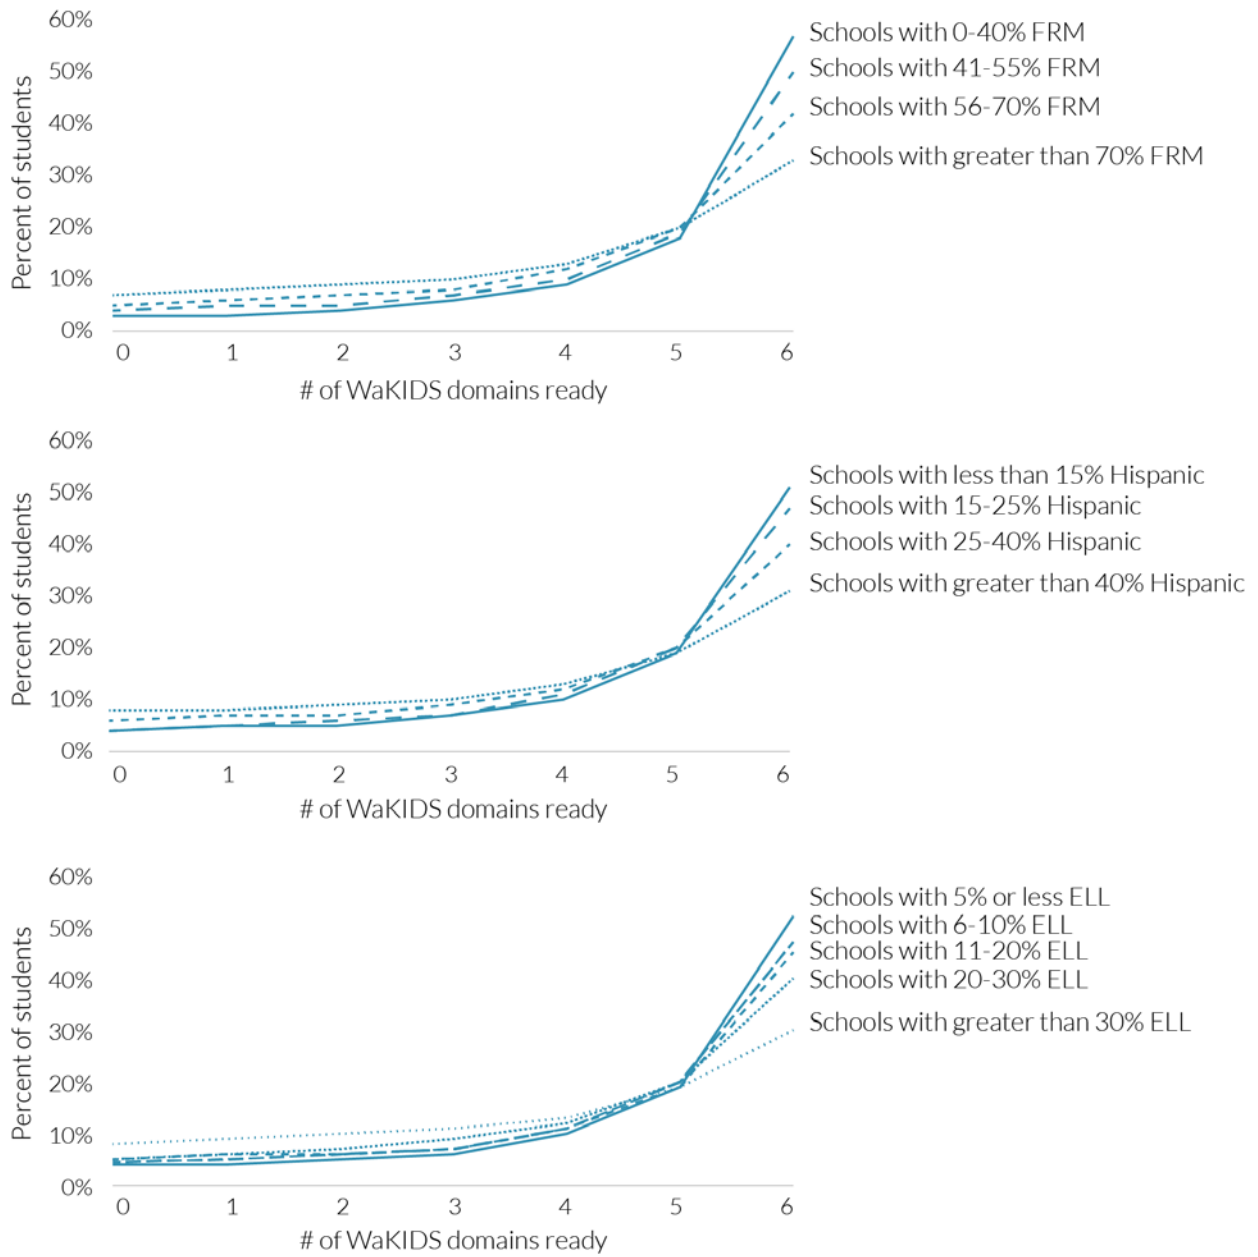 60%
Schools with 0-40% FRM
50%
Schools with 41-55% FRM
40%
Schools with 56-70% FRM
30%
Schools with greater than 70% FRM
20%
10%
0%
Percent of students
0 1 2 3 4 5 6
# of WaKIDS domains ready
60%
Schools with less than 15% Hispanic
50%
Schools with 15-25% Hispanic
40%
Schools with 25-40% Hispanic
30%
Schools with greater than 40% Hispanic
20%
10%
0%
Percent of students
0 1 2 3 4 5 6
# of WaKIDS domains ready
60%
Schools with 5% or less ELL
50%
Schools with 6-10% ELL
Schools with 11-20% ELL
40%
Schools with 20-30% ELL
30%
Schools with greater than 30% ELL
20%
10%
0%
Percent of students
0 1 2 3 4 5 6
# of WaKIDS domains ready